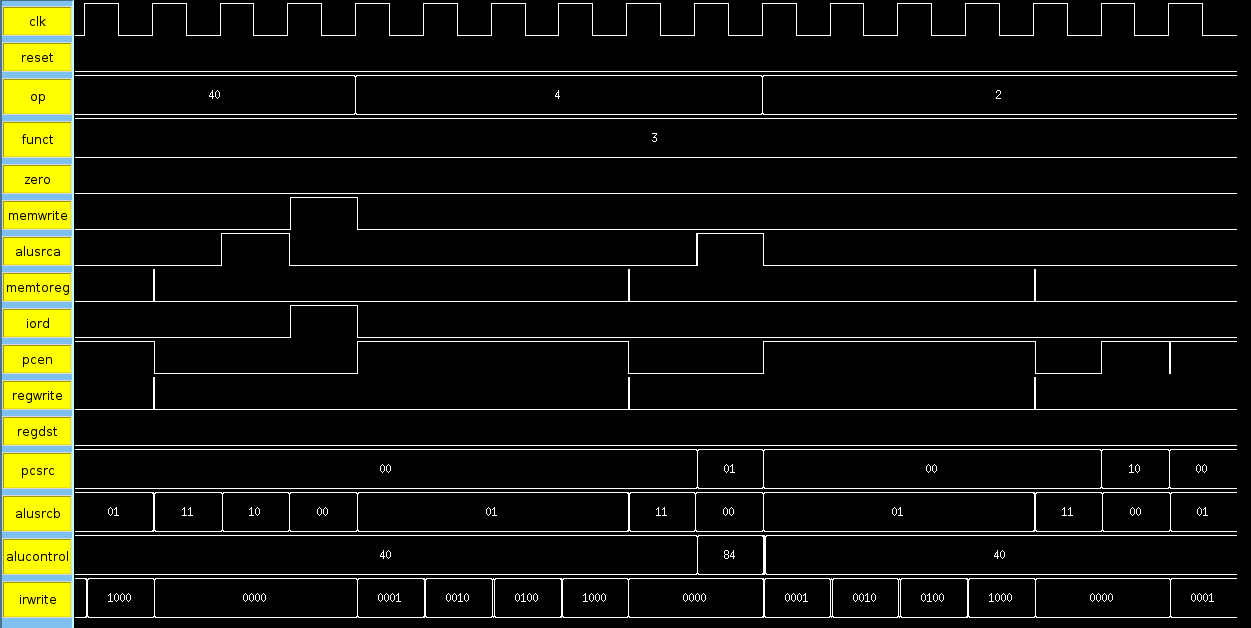 clk
reset
op 40 4 2
funct 3
zero
memwrite
alusrca
memtoreg
iord
pcen
regwrite
regdst
pcsrc 00 01 00 10 00
alusrcb 01 11 10 00 01 11 00 01 11 00 01
alucontrol 40 84 40
irwrite 1000 0000 0001 0010 0100 1000 0000 0001 0010 0100 1000 0000 0001